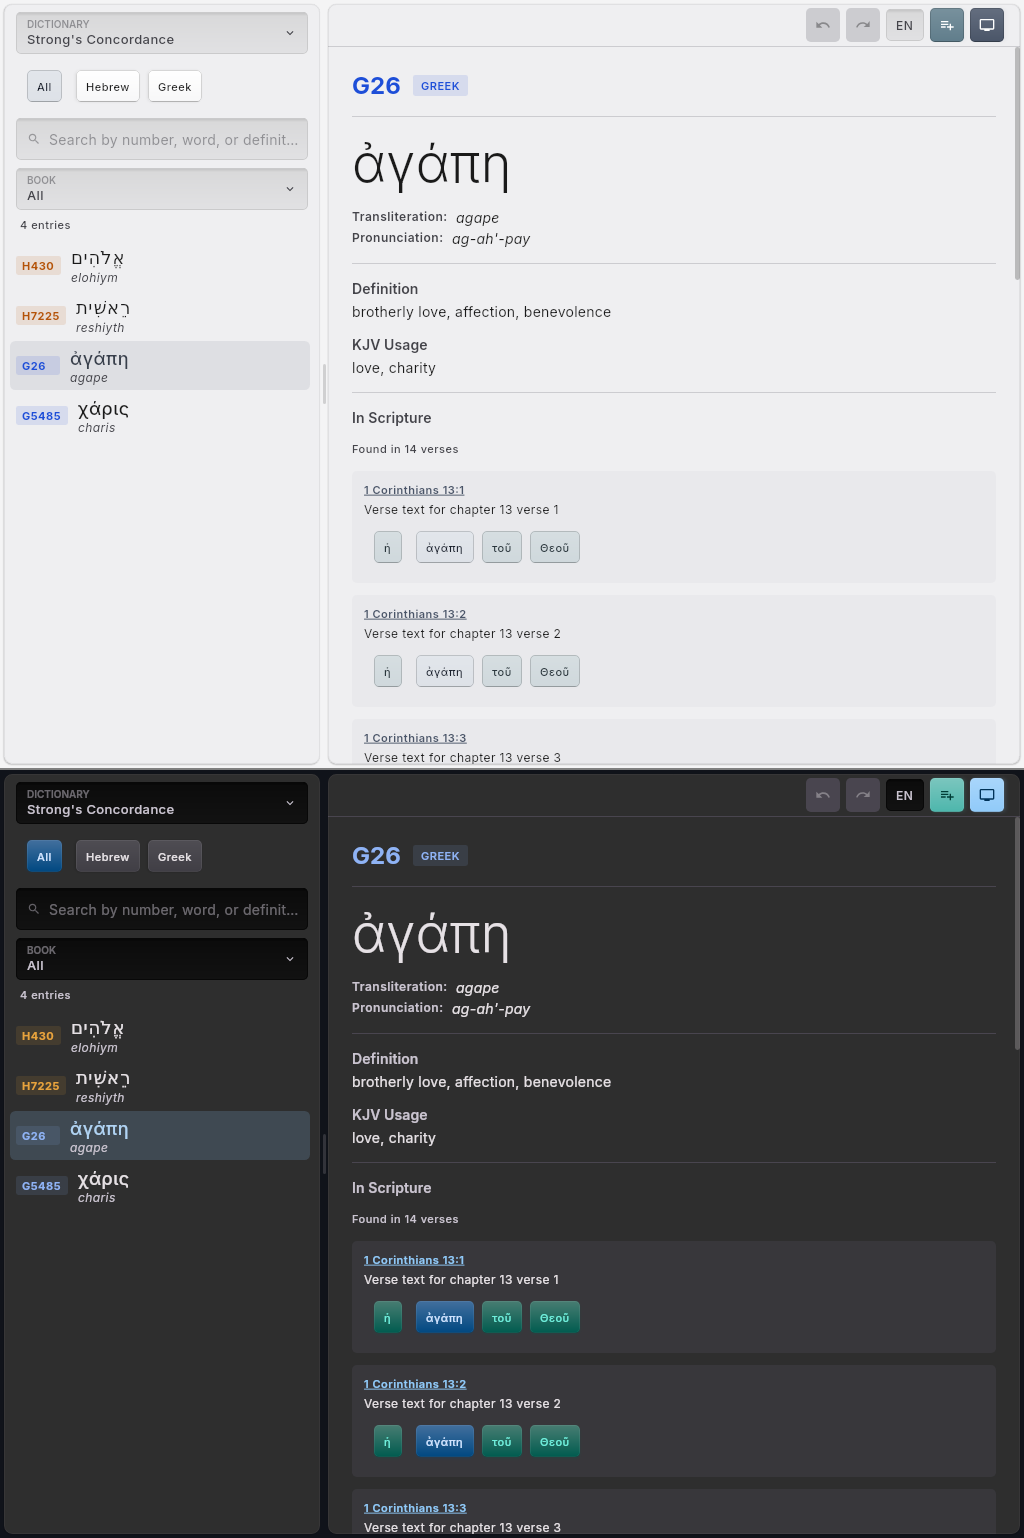 DICTIONARY
Strong's Concordance
All
Hebrew
Greek
Search by number, word, or definit...
BOOK
All
4 entries
H430
אֱלֹהִים
elohiym
H7225
רֵאשִׁית
reshiyth
G26
ἀγάπη
agape
G5485
χάρις
charis
EN
G26
GREEK
ἀγάπη
Transliteration: agape
Pronunciation: ag-ah'-pay
Definition
brotherly love, affection, benevolence
KJV Usage
love, charity
In Scripture
Found in 14 verses
1 Corinthians 13:1
Verse text for chapter 13 verse 1
ἡ ἀγάπη τοῦ Θεοῦ
1 Corinthians 13:2
Verse text for chapter 13 verse 2
ἡ ἀγάπη τοῦ Θεοῦ
1 Corinthians 13:3
Verse text for chapter 13 verse 3
DICTIONARY
Strong's Concordance
All
Hebrew
Greek
Search by number, word, or definit...
BOOK
All
4 entries
H430
אֱלֹהִים
elohiym
H7225
רֵאשִׁית
reshiyth
G26
ἀγάπη
agape
G5485
χάρις
charis
EN
G26
GREEK
ἀγάπη
Transliteration: agape
Pronunciation: ag-ah'-pay
Definition
brotherly love, affection, benevolence
KJV Usage
love, charity
In Scripture
Found in 14 verses
1 Corinthians 13:1
Verse text for chapter 13 verse 1
ἡ ἀγάπη τοῦ Θεοῦ
1 Corinthians 13:2
Verse text for chapter 13 verse 2
ἡ ἀγάπη τοῦ Θεοῦ
1 Corinthians 13:3
Verse text for chapter 13 verse 3